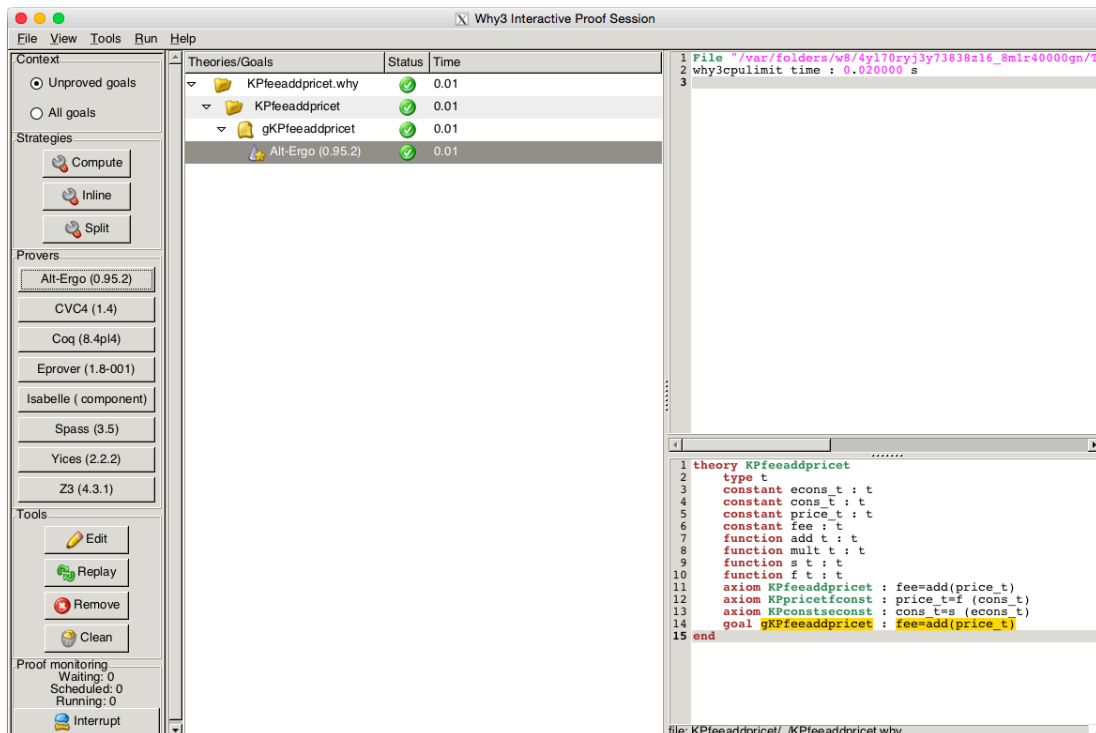 Why3 Interactive Proof Session
File View Tools Run Help
Context
Unproved goals
All goals
Strategies
Compute
Inline
Split
Provers
Alt-Ergo (0.95.2)
CVC4 (1.4)
Coq (8.4pl4)
Eprover (1.8-001)
Isabelle ( component)
Spass (3.5)
Yices (2.2.2)
Z3 (4.3.1)
Tools
Edit
Replay
Remove
Clean
Proof monitoring
Waiting: 0
Scheduled: 0
Running: 0
Interrupt
Theories/Goals Status Time
KPfeeaddpricet.why 0.01
KPfeeaddpricet 0.01
gKPfeeaddpricet 0.01
Alt-Ergo (0.95.2) 0.01
1 File "/var/folders/w8/4yl70ryj3y73838z16_8m1r40000gn/T
2 why3cpulimit time : 0.020000 s
3
1 theory KPfeeaddpricet
2 type t
3 constant econs_t : t
4 constant cons_t : t
5 constant price_t : t
6 constant fee : t
7 function add t : t
8 function mult t : t
9 function s t : t
10 function f t : t
11 axiom KPfeeaddpricet : fee=add(price_t)
12 axiom KPpricetfconst : price_t=f (cons_t)
13 axiom KPconstseconst : cons_t=s (econs_t)
14 goal gKPfeeaddpricet : fee=add(price_t)
15 end
file: KPfeeaddpricet/../KPfeeaddpricet.why